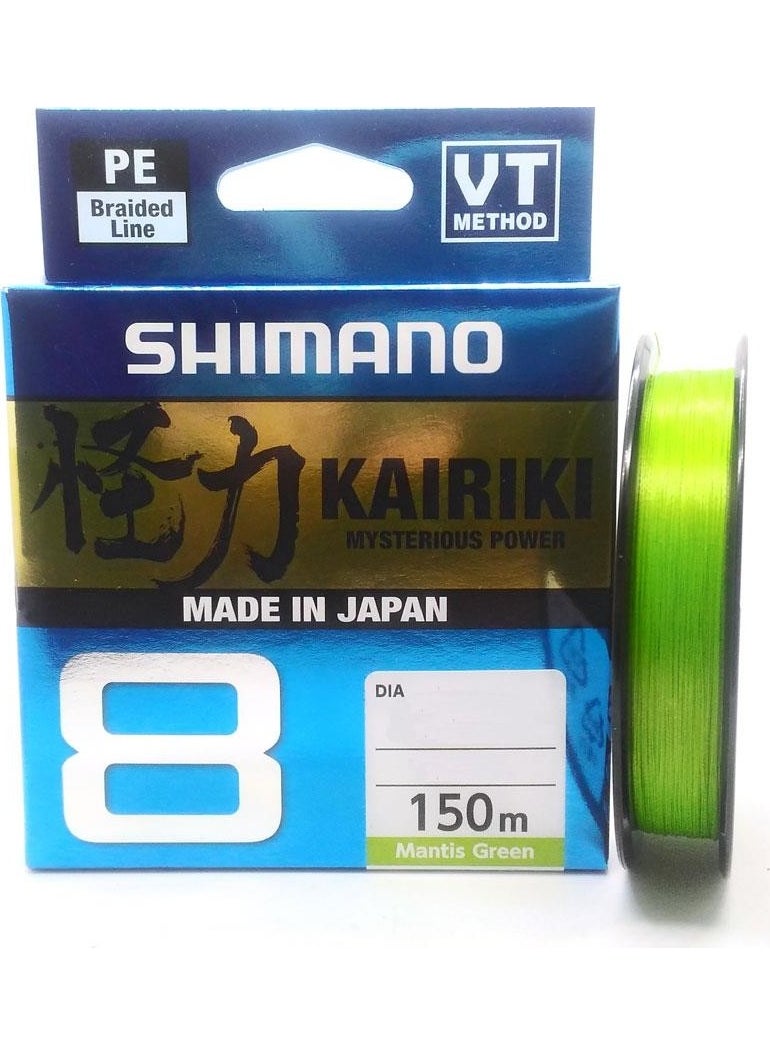 PE
Braided
Line
VT
METHOD
SHIMANO
怪力 KAIRIKI
MYSTERIOUS POWER
MADE IN JAPAN
8
DIA
150m
Mantis Green